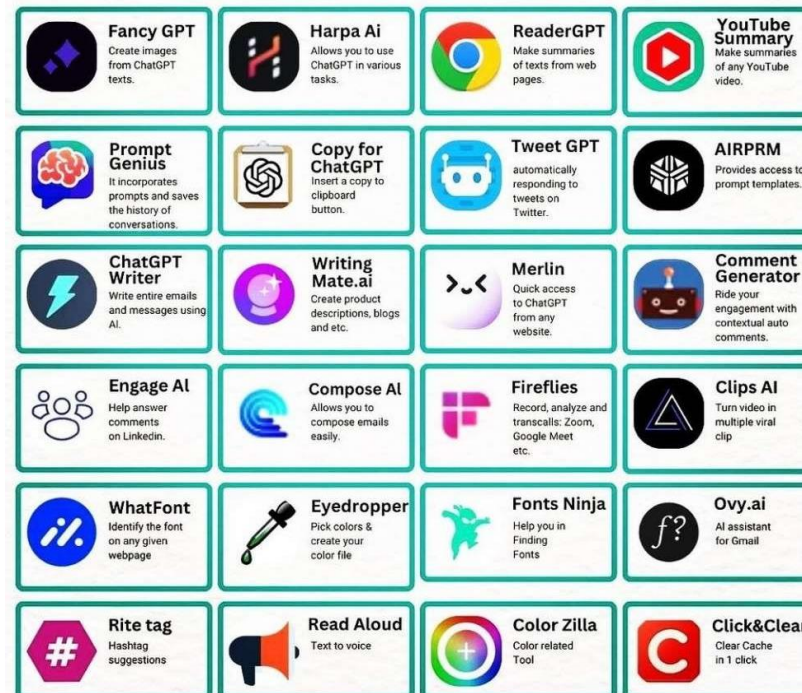 Fancy GPT
Create images
from ChatGPT
texts.
Harpa Ai
Allows you to use
ChatGPT in various
tasks.
ReaderGPT
Make summaries
of texts from web
pages.
YouTube
Summary
Make summaries
of any YouTube
video.
Prompt
Genius
It incorporates
prompts and saves
the history of
conversations.
Copy for
ChatGPT
Insert a copy to
clipboard
button.
Tweet GPT
automatically
responding to
tweets on
Twitter.
AIRPRM
Provides access to
prompt templates.
ChatGPT
Writer
Write entire emails
and messages using
AI.
Writing
Mate.ai
Create product
descriptions, blogs
and etc.
Merlin
Quick access
to ChatGPT
from any
website.
Comment
Generator
Ride your
engagement with
contextual auto
comments.
Engage AI
Help answer
comments
on Linkedin.
Compose AI
Allows you to
compose emails
easily.
Fireflies
Record, analyze and
transcalls: Zoom,
Google Meet
etc.
Clips AI
Turn video in
multiple viral
clip
WhatFont
Identify the font
on any given
webpage
Eyedropper
Pick colors &
create your
color file
Fonts Ninja
Help you in
Finding
Fonts
f?
Ovy.ai
AI assistant
for Gmail
#
Rite tag
Hashtag
suggestions
Read Aloud
Text to voice
Color Zilla
Color related
Tool
C
Click&Clear
Clear Cache
in 1 click